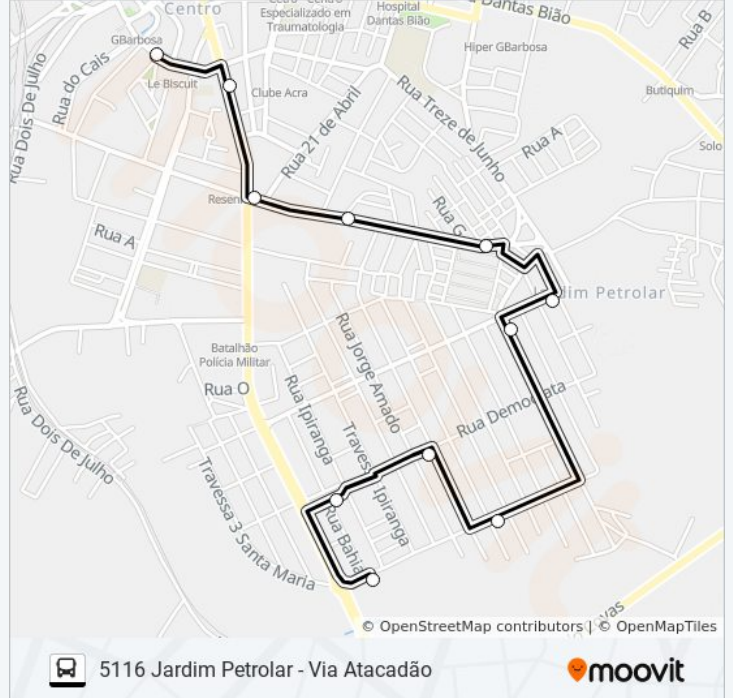 Centro
Centro - Centro
Especializado em
Traumatologia
Hospital
Dantas Bião
Dantas Bião
GBarbosa
Hiper GBarbosa
Rua B
Rua Dois De Julho
Rua do Cais
Le Biscuit
Clube Acra
Rua 21 de Abril
Rua Treze de Junho
Butiquim
Rua A
Solo
Rua G
Rua A
Jardim Petrolar
Batalhão
Polícia Militar
Rua Jorge Amado
Rua O
Rua Ipiranga
Rua Democrata
Rua Dois De Julho
Travessa 3 Santa Maria
Ipiranga
Rua Bahia
© OpenStreetMap contributors | © OpenMapTiles
5116 Jardim Petrolar - Via Atacadão
moovit